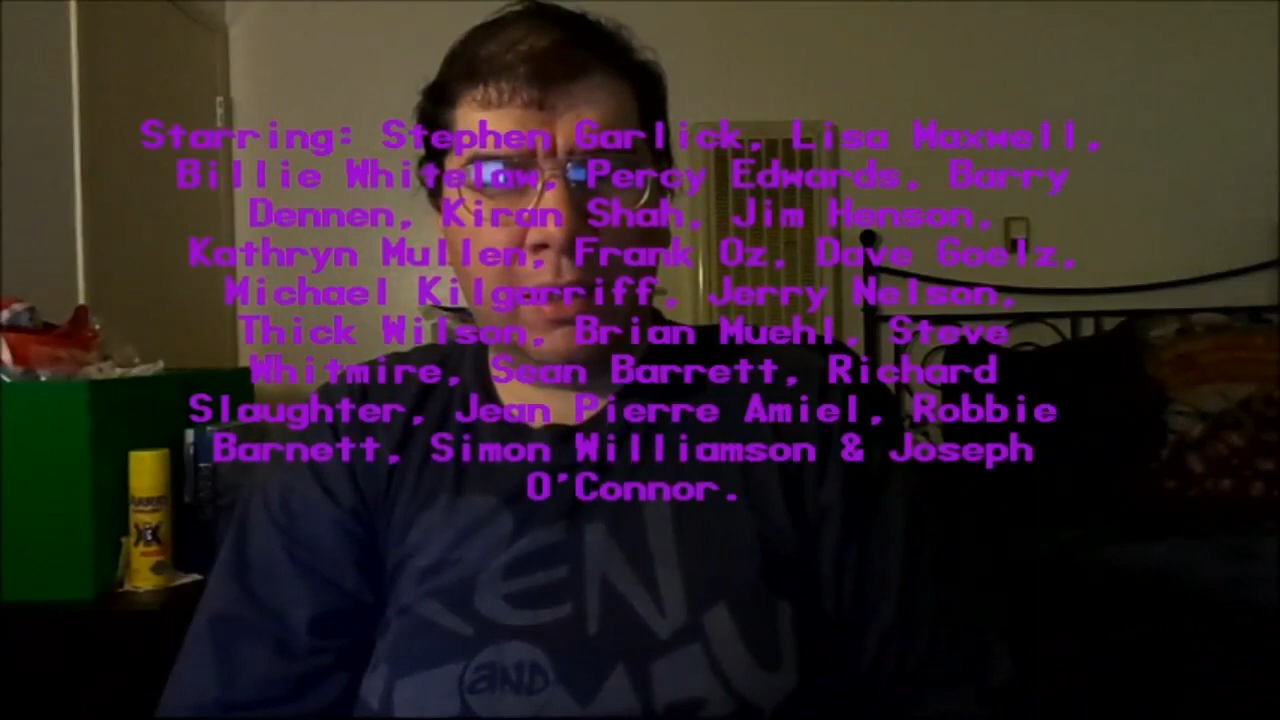 Starring: Stephen Garlick, Lisa Maxwell,
Billie Whitelaw, Percy Edwards, Barry
Dennen, Kiran Shah, Jim Henson,
Kathryn Mullen, Frank Oz, Dave Goelz,
Michael Kilgarriff, Jerry Nelson,
Thick Wilson, Brian Muehl, Steve
Whitmire, Sean Barrett, Richard
Slaughter, Jean Pierre Amiel, Robbie
Barnett, Simon Williamson & Joseph
O'Connor.
REN
AND